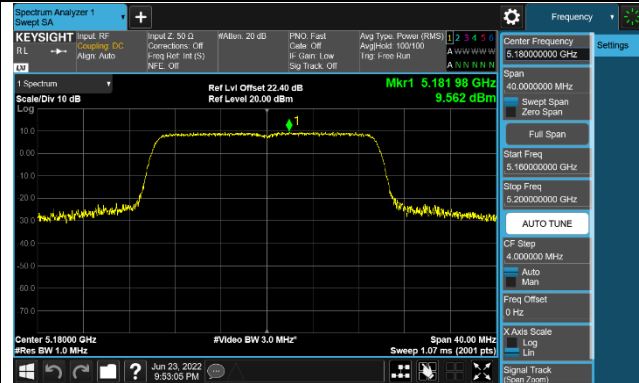 Spectrum Analyzer 1
Swept SA
Frequency
KEYSIGHT
RL
Input: RF
Coupling: DC
Align: Auto
Input Z: 50 Ω
Corrections: Off
Freq Ref: Int (S)
NFE: Off
#Atten: 20 dB
PNO: Fast
Gate: Off
IF Gain: Low
Sig Track: Off
Avg Type: Power (RMS)
Avg|Hold: 100/100
Trig: Free Run
1 2 3 4 5 6
A W W W W W
A N N N N N
LXI
1 Spectrum
Scale/Div 10 dB
Log
Ref Lvl Offset 22.40 dB
Ref Level 20.00 dBm
Mkr1 5.181 98 GHz
9.562 dBm
1
10.0
0.00
-10.0
-20.0
-30.0
-40.0
-50.0
-60.0
-70.0
Center 5.18000 GHz
#Res BW 1.0 MHz
#Video BW 3.0 MHz*
Span 40.00 MHz
Sweep 1.07 ms (2001 pts)
Jun 23, 2022
9:53:05 PM
Center Frequency
5.180000000 GHz
Span
40.0000000 MHz
Swept Span
Zero Span
Full Span
Start Freq
5.160000000 GHz
Stop Freq
5.200000000 GHz
AUTO TUNE
CF Step
4.000000 MHz
Auto
Man
Freq Offset
0 Hz
X Axis Scale
Log
Lin
Signal Track
(Span Zoom)
Settings